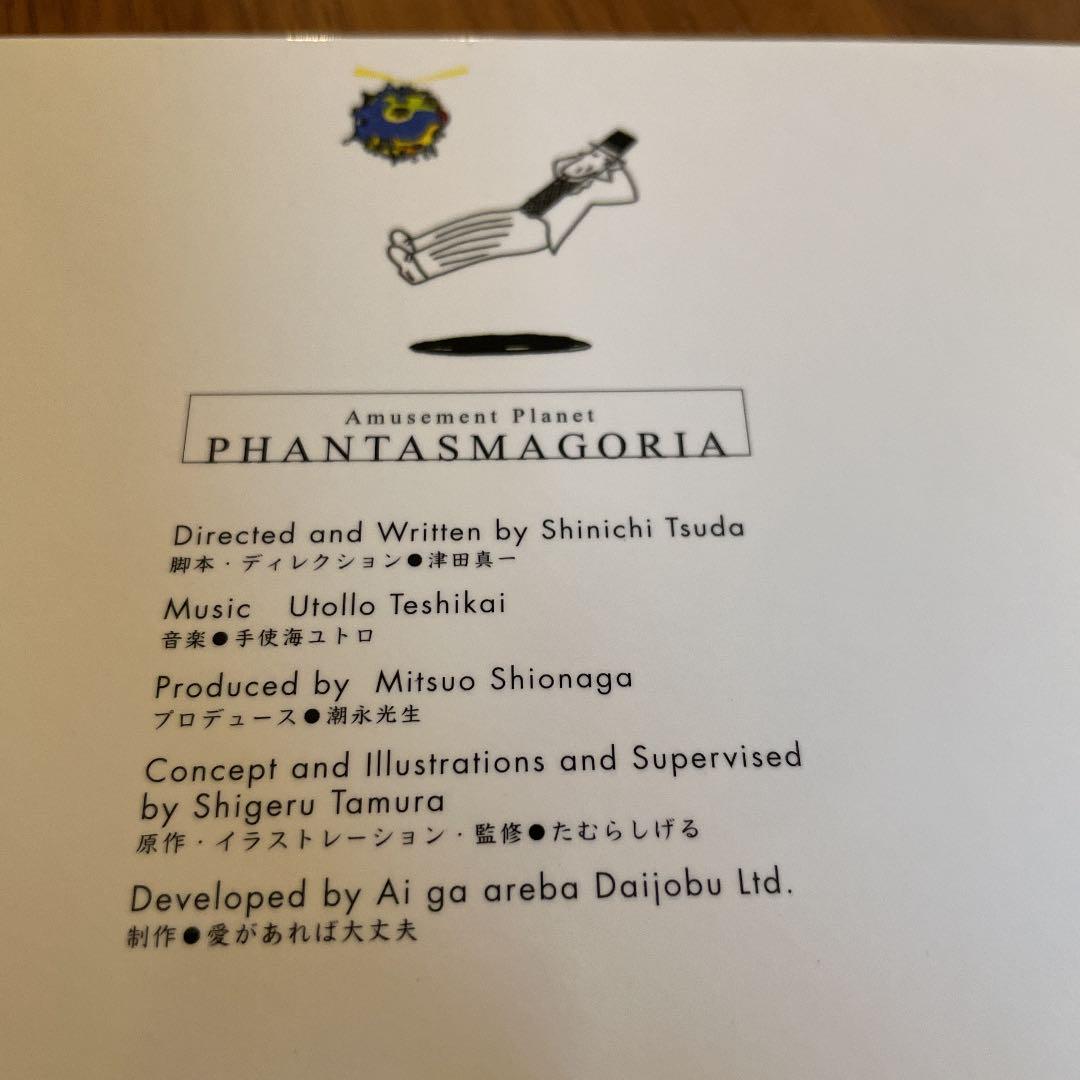 Amusement Planet
PHANTASMAGORIA
Directed and Written by Shinichi Tsuda
脚本・ディレクション●津田真一
Music Utollo Teshikai
音楽●手使海ユトロ
Produced by Mitsuo Shionaga
プロデュース●潮永光生
Concept and Illustrations and Supervised
by Shigeru Tamura
原作・イラストレーション・監修●たむらしげる
Developed by Ai ga areba Daijobu Ltd.
制作●愛があれば大丈夫